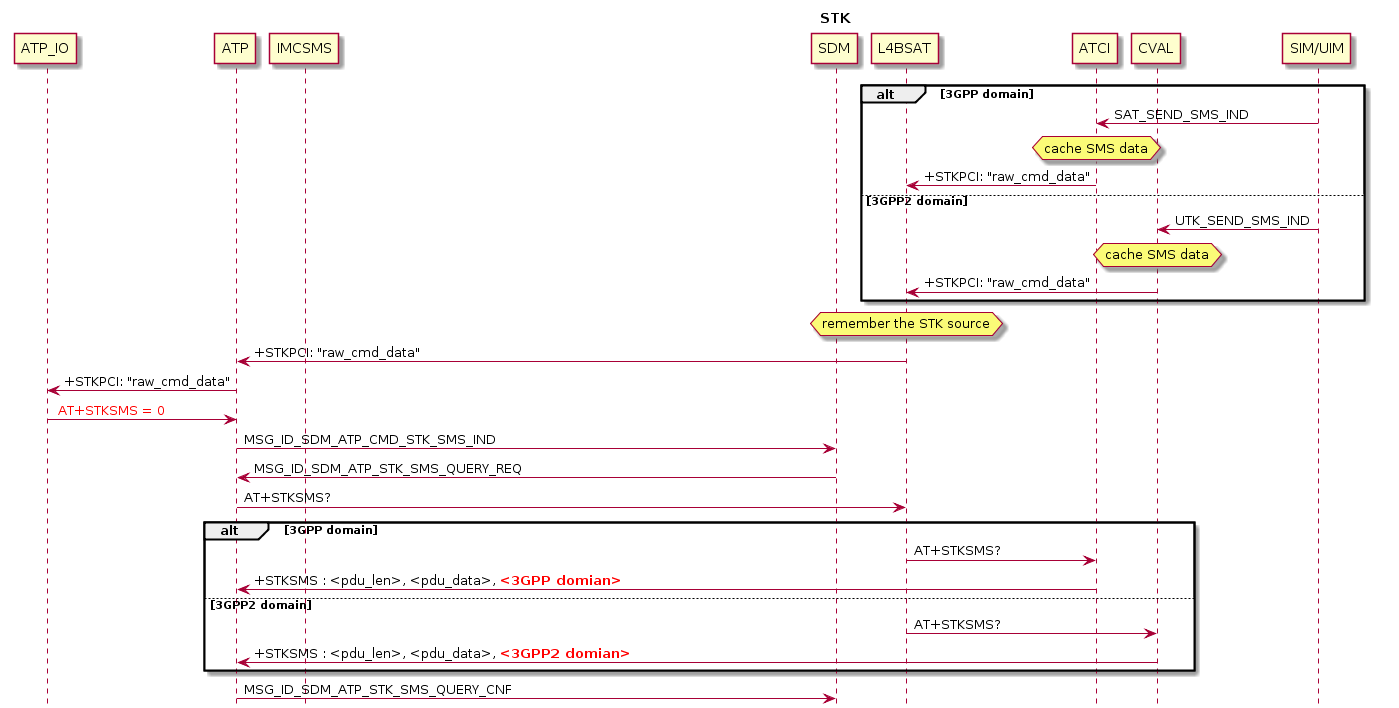 STK
ATP_IO
ATP
IMCSMS
SDM
L4BSAT
ATCI
CVAL
SIM/UIM
alt [3GPP domain]
SAT_SEND_SMS_IND
cache SMS data
+STKPCI: "raw_cmd_data"
[3GPP2 domain]
UTK_SEND_SMS_IND
cache SMS data
+STKPCI: "raw_cmd_data"
remember the STK source
+STKPCI: "raw_cmd_data"
+STKPCI: "raw_cmd_data"
AT+STKSMS = 0
MSG_ID_SDM_ATP_CMD_STK_SMS_IND
MSG_ID_SDM_ATP_STK_SMS_QUERY_REQ
AT+STKSMS?
alt [3GPP domain]
AT+STKSMS?
+STKSMS : <pdu_len>, <pdu_data>, <3GPP domian>
[3GPP2 domain]
AT+STKSMS?
+STKSMS : <pdu_len>, <pdu_data>, <3GPP2 domian>
MSG_ID_SDM_ATP_STK_SMS_QUERY_CNF